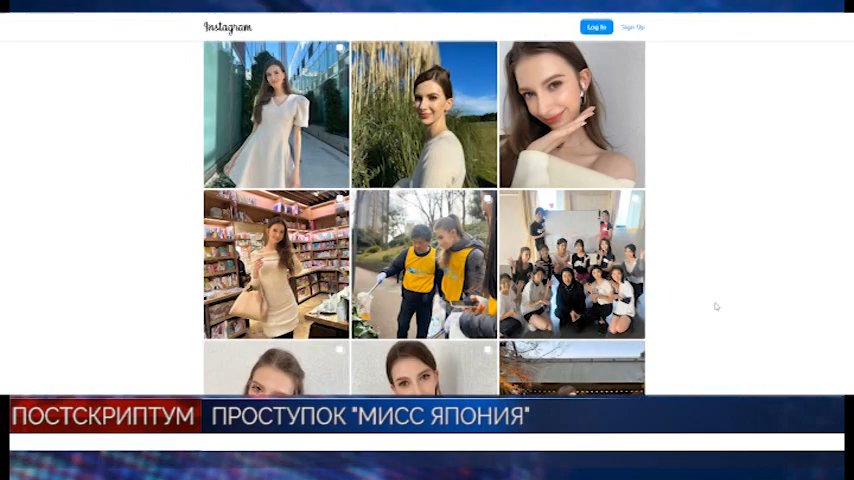 Instagram
Log In
Sign Up
ПОСТСКРИПТУМ
ПРОСТУПОК "МИСС ЯПОНИЯ"